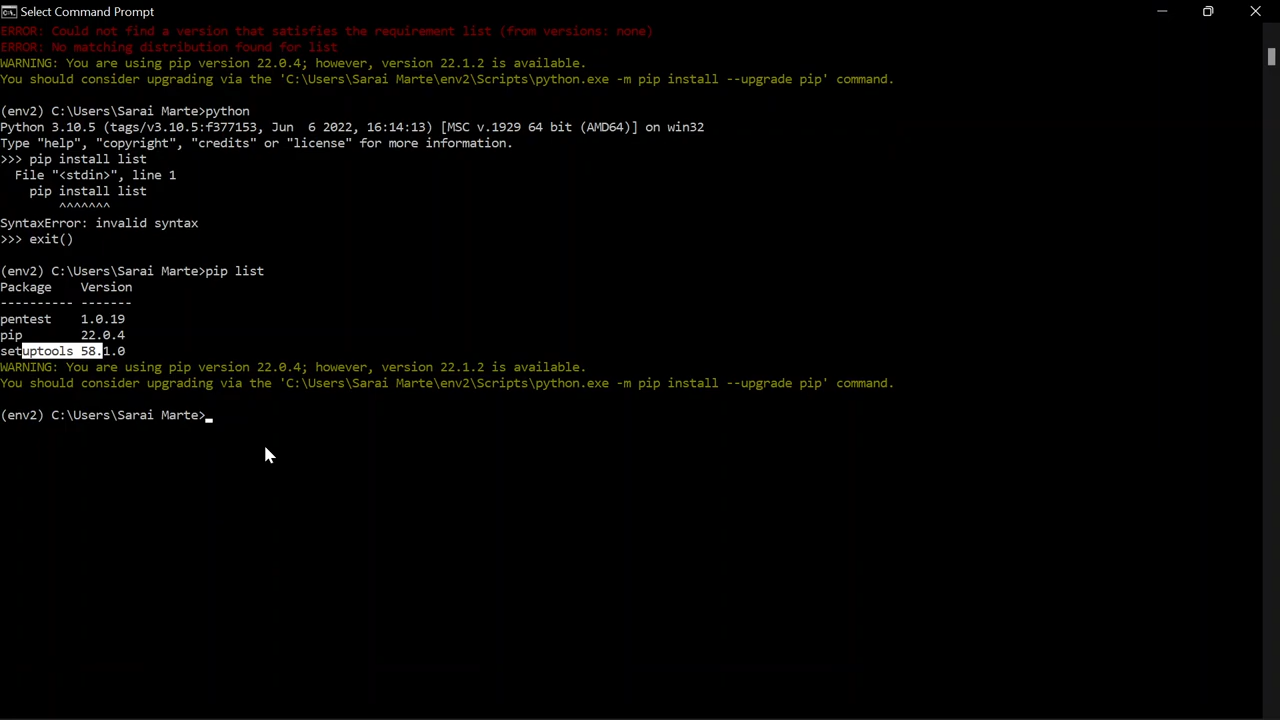 Select Command Prompt
ERROR: Could not find a version that satisfies the requirement list (from versions: none)
ERROR: No matching distribution found for list
WARNING: You are using pip version 22.0.4; however, version 22.1.2 is available.
You should consider upgrading via the 'C:\Users\Sarai Marte\env2\Scripts\python.exe -m pip install --upgrade pip' command.
(env2) C:\Users\Sarai Marte>python
Python 3.10.5 (tags/v3.10.5:f377153, Jun  6 2022, 16:14:13) [MSC v.1929 64 bit (AMD64)] on win32
Type "help", "copyright", "credits" or "license" for more information.
>>> pip install list
  File "<stdin>", line 1
    pip install list
        ^^^^^^^
SyntaxError: invalid syntax
>>> exit()
(env2) C:\Users\Sarai Marte>pip list
Package    Version
---------- -------
pentest    1.0.19
pip        22.0.4
setuptools 58.1.0
WARNING: You are using pip version 22.0.4; however, version 22.1.2 is available.
You should consider upgrading via the 'C:\Users\Sarai Marte\env2\Scripts\python.exe -m pip install --upgrade pip' command.
(env2) C:\Users\Sarai Marte>